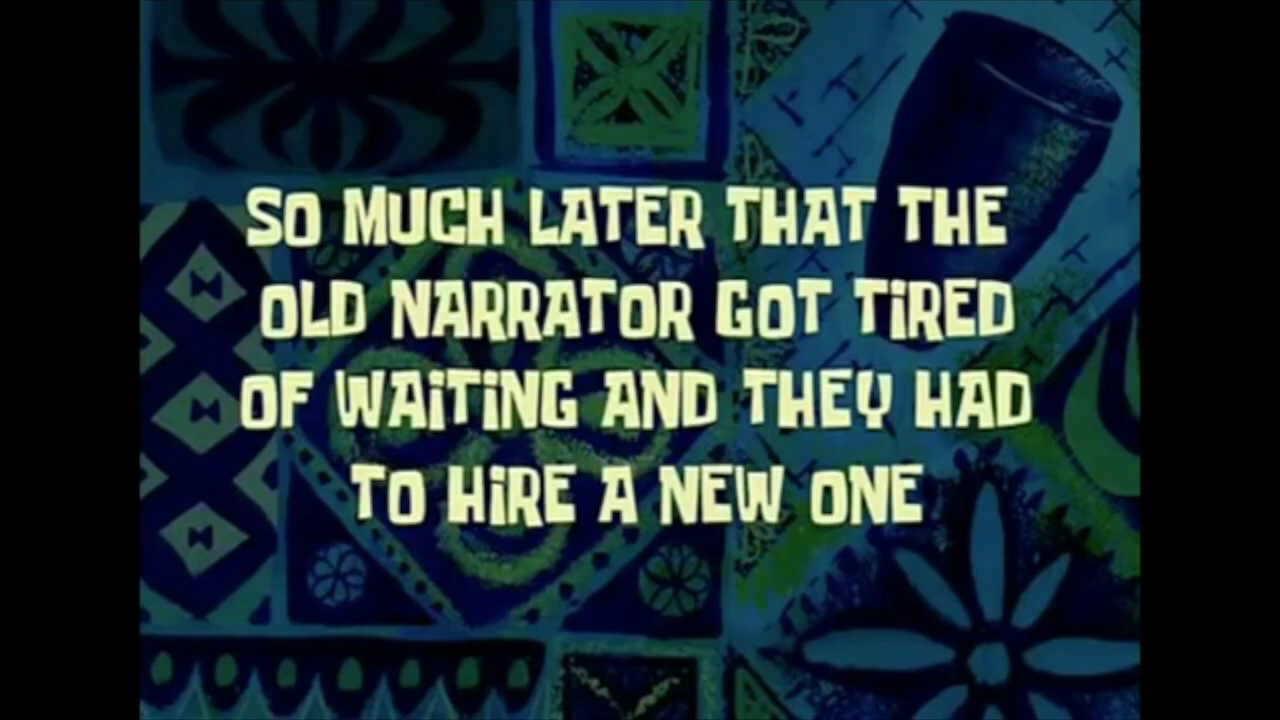 SO MUCH LATER THAT THE
OLD NARRATOR GOT TiRED
OF WAiTiNG AND THEY HAD
TO HiRE A NEW ONE